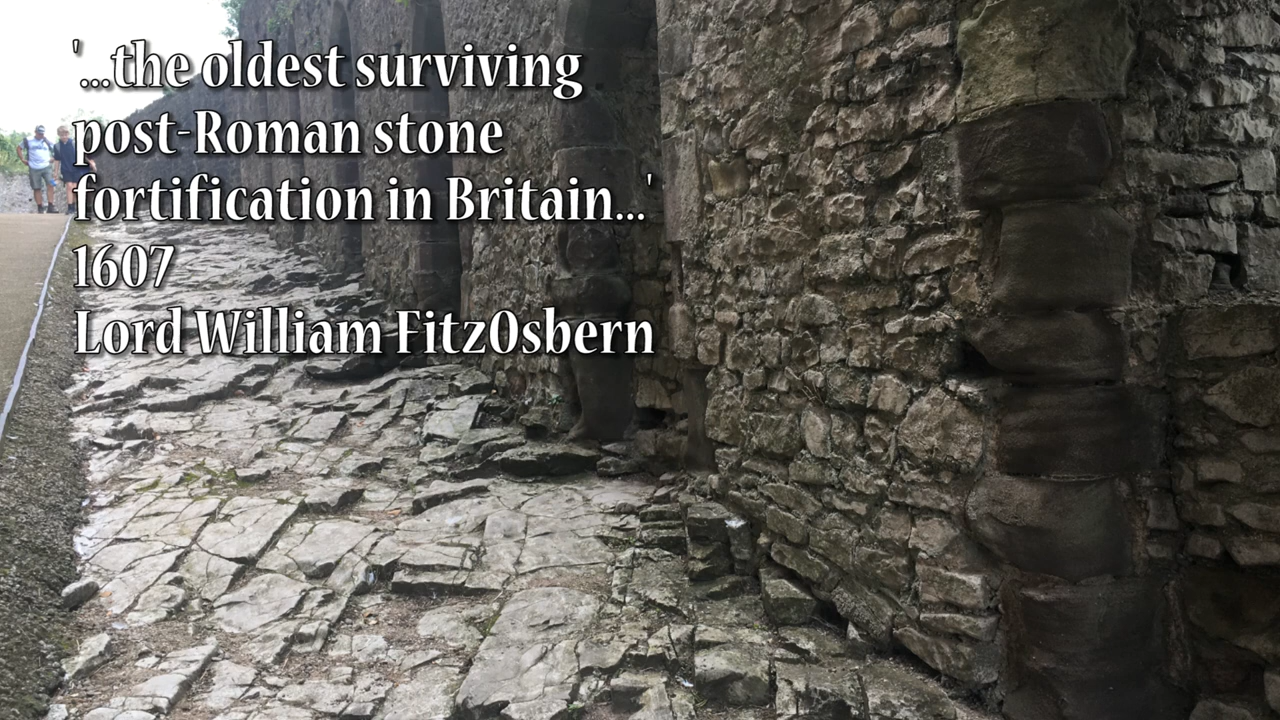 '...the oldest surviving
post-Roman stone
fortification in Britain...'
1607
Lord William FitzOsbern